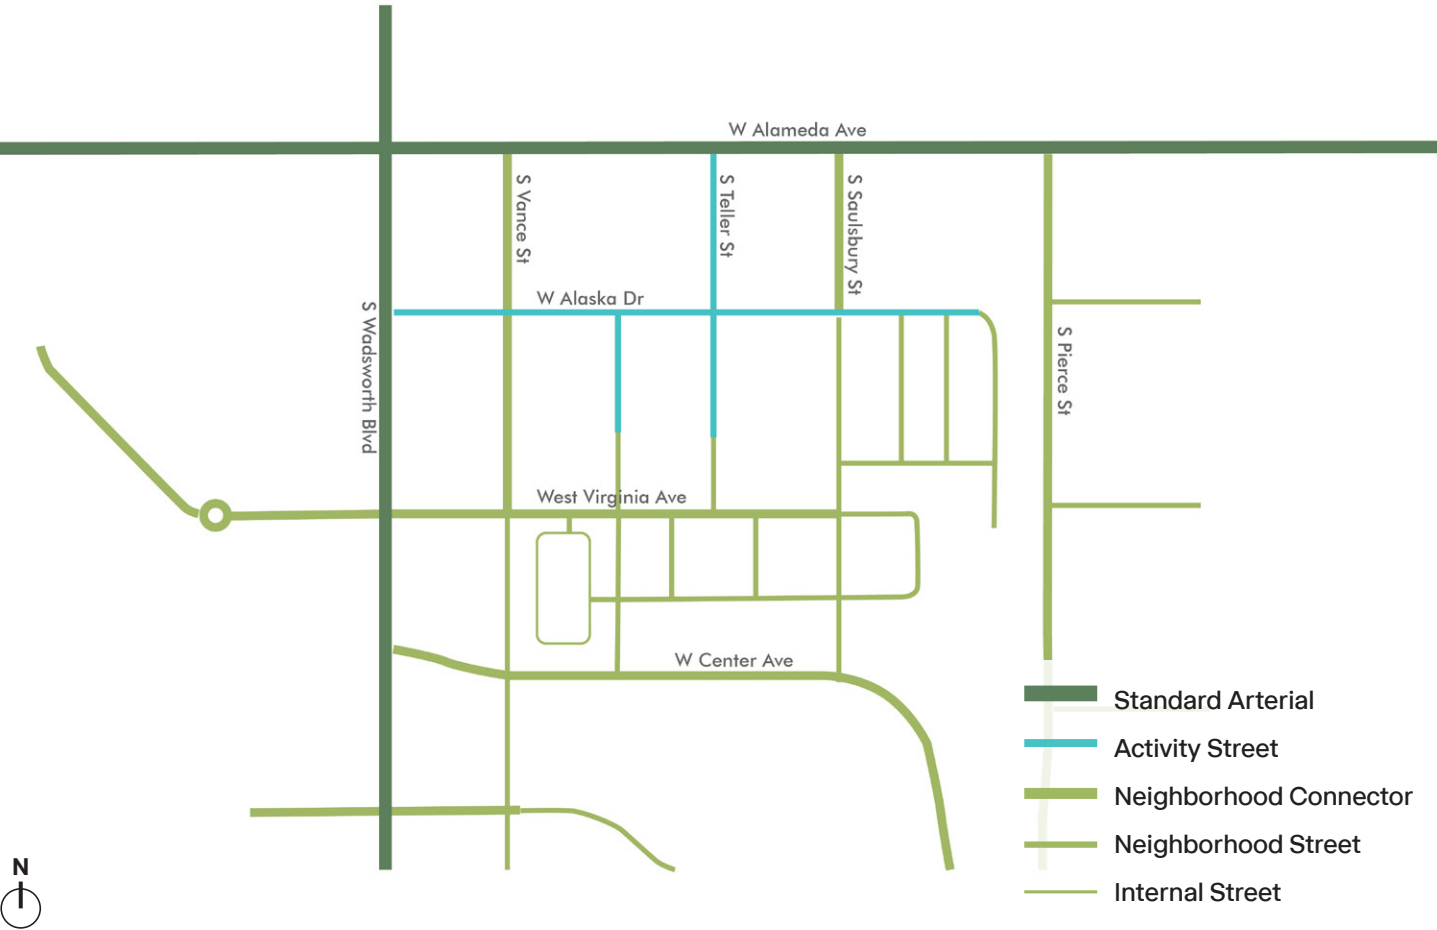 W Alameda Ave
S Vance St
S Teller St
S Saulsbury St
W Alaska Dr
S Wadsworth Blvd
S Pierce St
West Virginia Ave
W Center Ave
Standard Arterial
Activity Street
Neighborhood Connector
Neighborhood Street
Internal Street
N